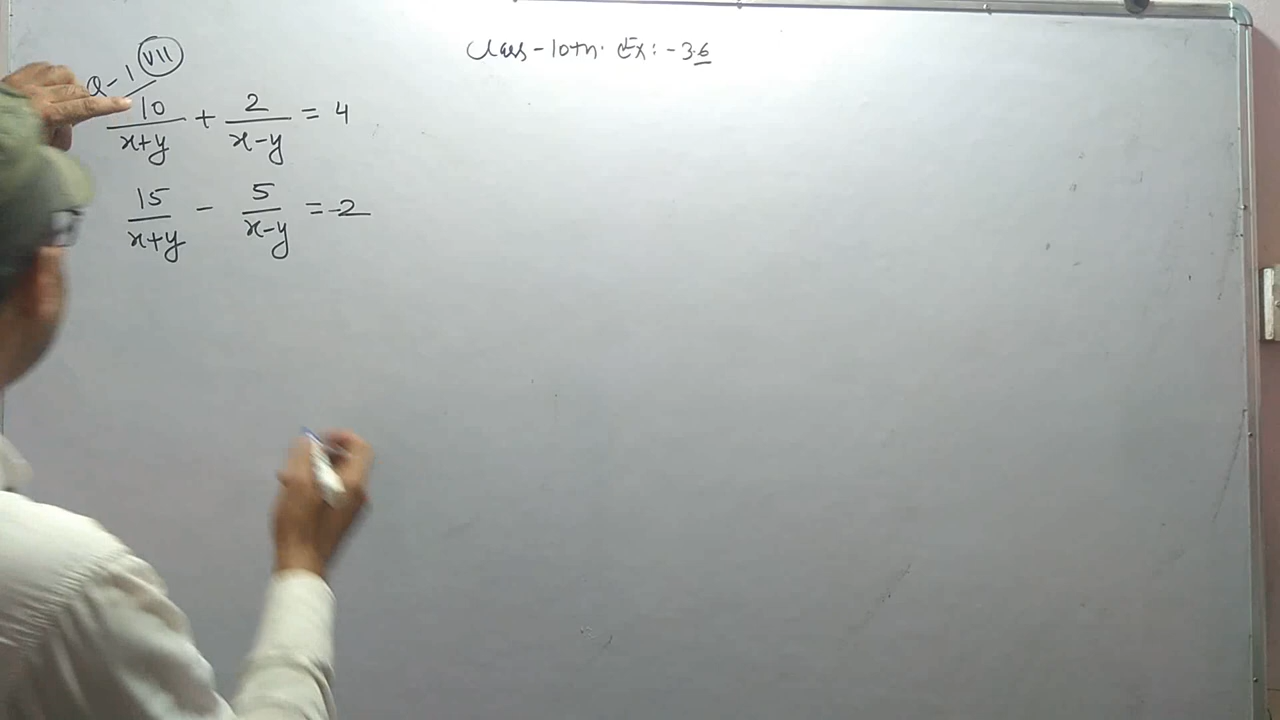 Class - 10th. Ex: - 3.6
Q-1 (VII)
10/(x+y) + 2/(x-y) = 4
15/(x+y) - 5/(x-y) = -2